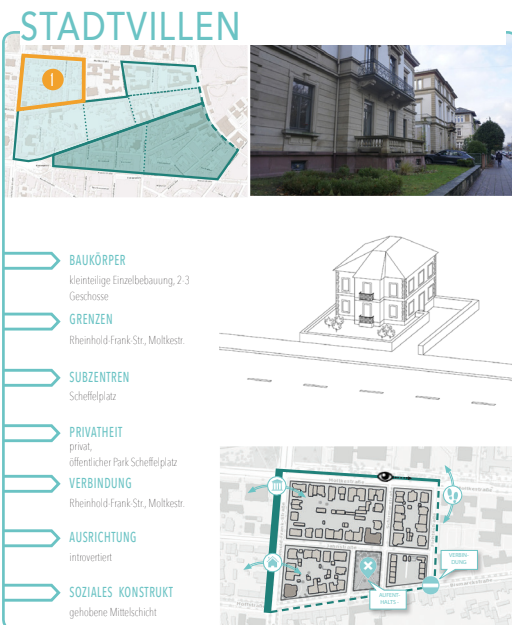 STADTVILLEN
BAUKÖRPER
kleinteilige Einzelbebauung, 2-3
Geschosse
GRENZEN
Rheinhold-Frank-Str., Moltkestr.
SUBZENTREN
Scheffelplatz
PRIVATHEIT
privat,
öffentlicher Park Scheffelplatz
VERBINDUNG
Rheinhold-Frank-Str., Moltkestr.
AUSRICHTUNG
introvertiert
SOZIALES KONSTRUKT
gehobene Mittelschicht
VERBIN-
DUNG
AUFENT-
HALTS-